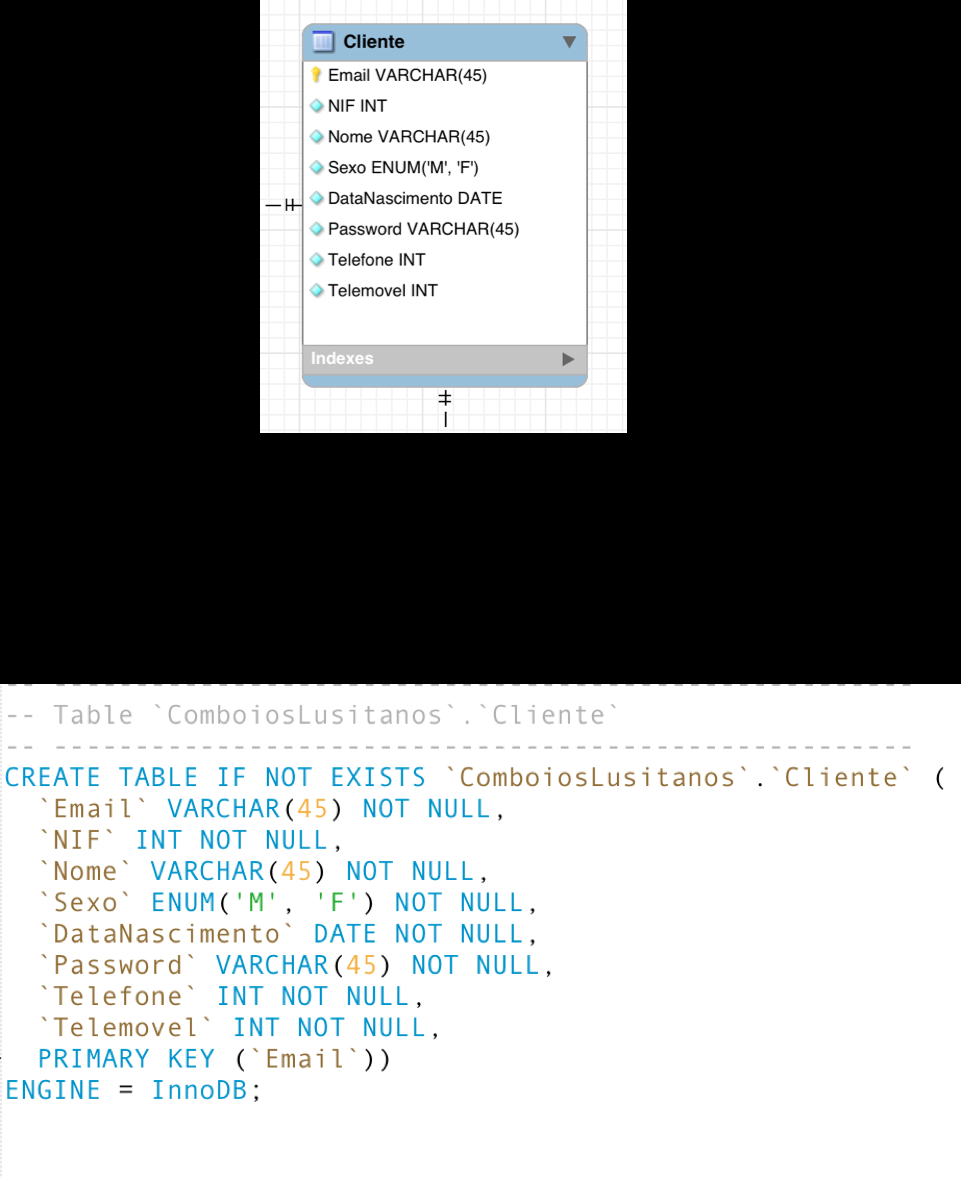 Cliente
Email VARCHAR(45)
NIF INT
Nome VARCHAR(45)
Sexo ENUM('M', 'F')
DataNascimento DATE
Password VARCHAR(45)
Telefone INT
Telemovel INT
Indexes
-- -----------------------------------------------------
-- Table `ComboiosLusitanos`.`Cliente`
-- -----------------------------------------------------
CREATE TABLE IF NOT EXISTS `ComboiosLusitanos`.`Cliente` (
  `Email` VARCHAR(45) NOT NULL,
  `NIF` INT NOT NULL,
  `Nome` VARCHAR(45) NOT NULL,
  `Sexo` ENUM('M', 'F') NOT NULL,
  `DataNascimento` DATE NOT NULL,
  `Password` VARCHAR(45) NOT NULL,
  `Telefone` INT NOT NULL,
  `Telemovel` INT NOT NULL,
  PRIMARY KEY (`Email`))
ENGINE = InnoDB;